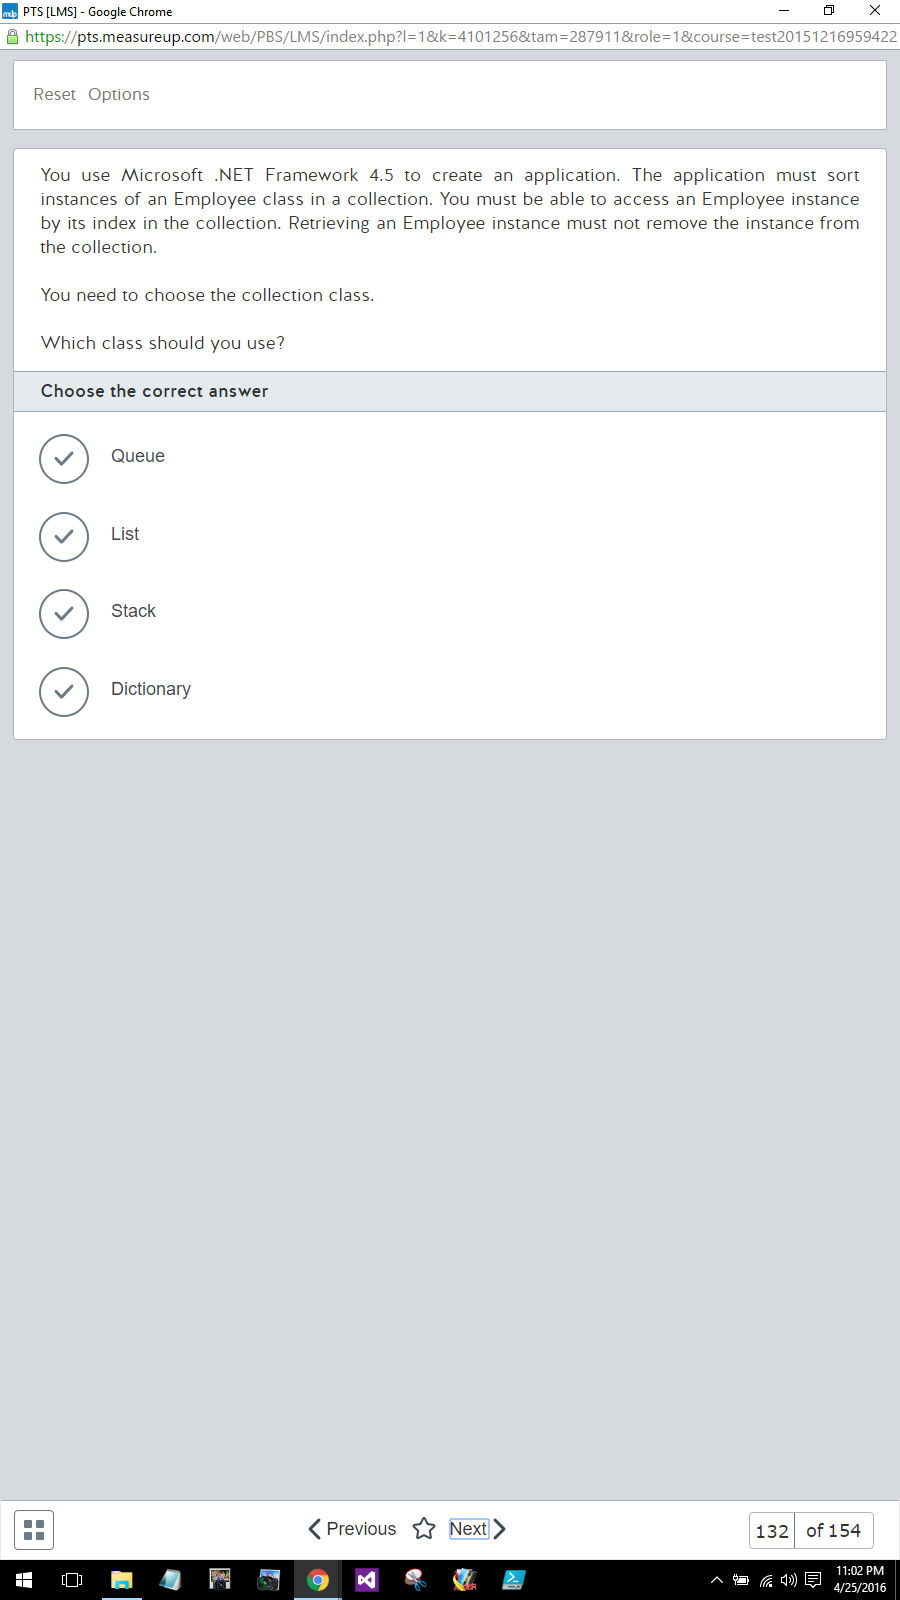 PTS [LMS] - Google Chrome
https://pts.measureup.com/web/PBS/LMS/index.php?l=1&k=4101256&tam=287911&role=1&course=test20151216959422
Reset Options
You use Microsoft .NET Framework 4.5 to create an application. The application must sort
instances of an Employee class in a collection. You must be able to access an Employee instance
by its index in the collection. Retrieving an Employee instance must not remove the instance from
the collection.
You need to choose the collection class.
Which class should you use?
Choose the correct answer
Queue
List
Stack
Dictionary
Previous Next 132 of 154
11:02 PM
4/25/2016